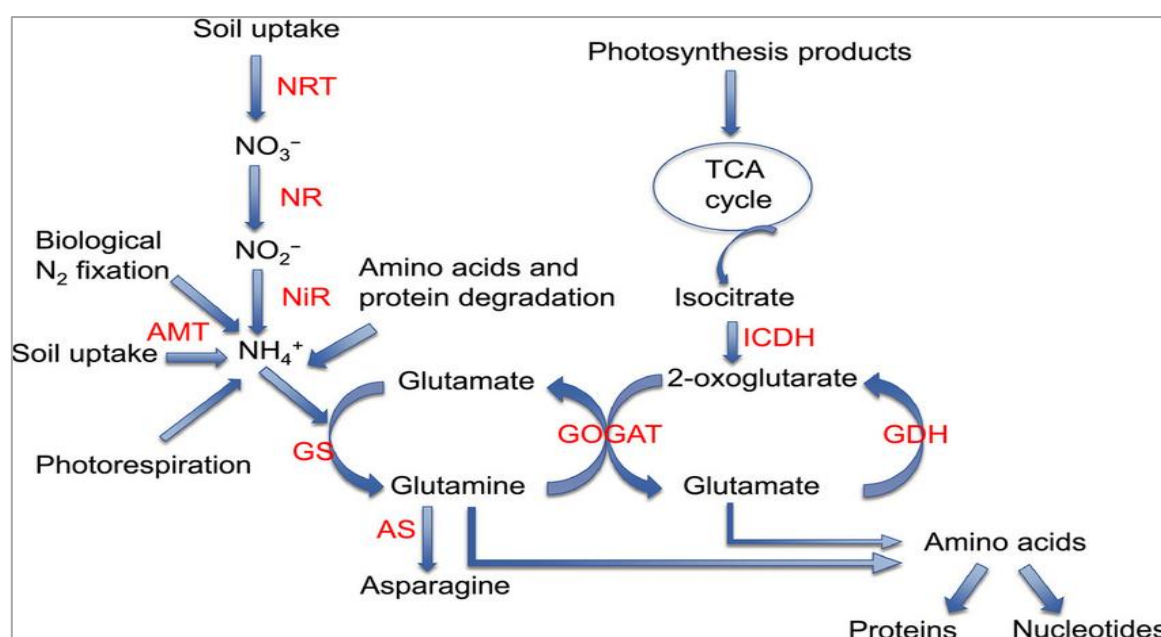 Soil uptake
NRT
NO₃⁻
NR
NO₂⁻
NiR
Biological
N₂ fixation
AMT
Soil uptake
NH₄⁺
Amino acids and
protein degradation
Photorespiration
Photosynthesis products
TCA
cycle
Isocitrate
ICDH
2-oxoglutarate
Glutamate
GS
GOGAT
GDH
Glutamine
Glutamate
AS
Asparagine
Amino acids
Proteins
Nucleotides